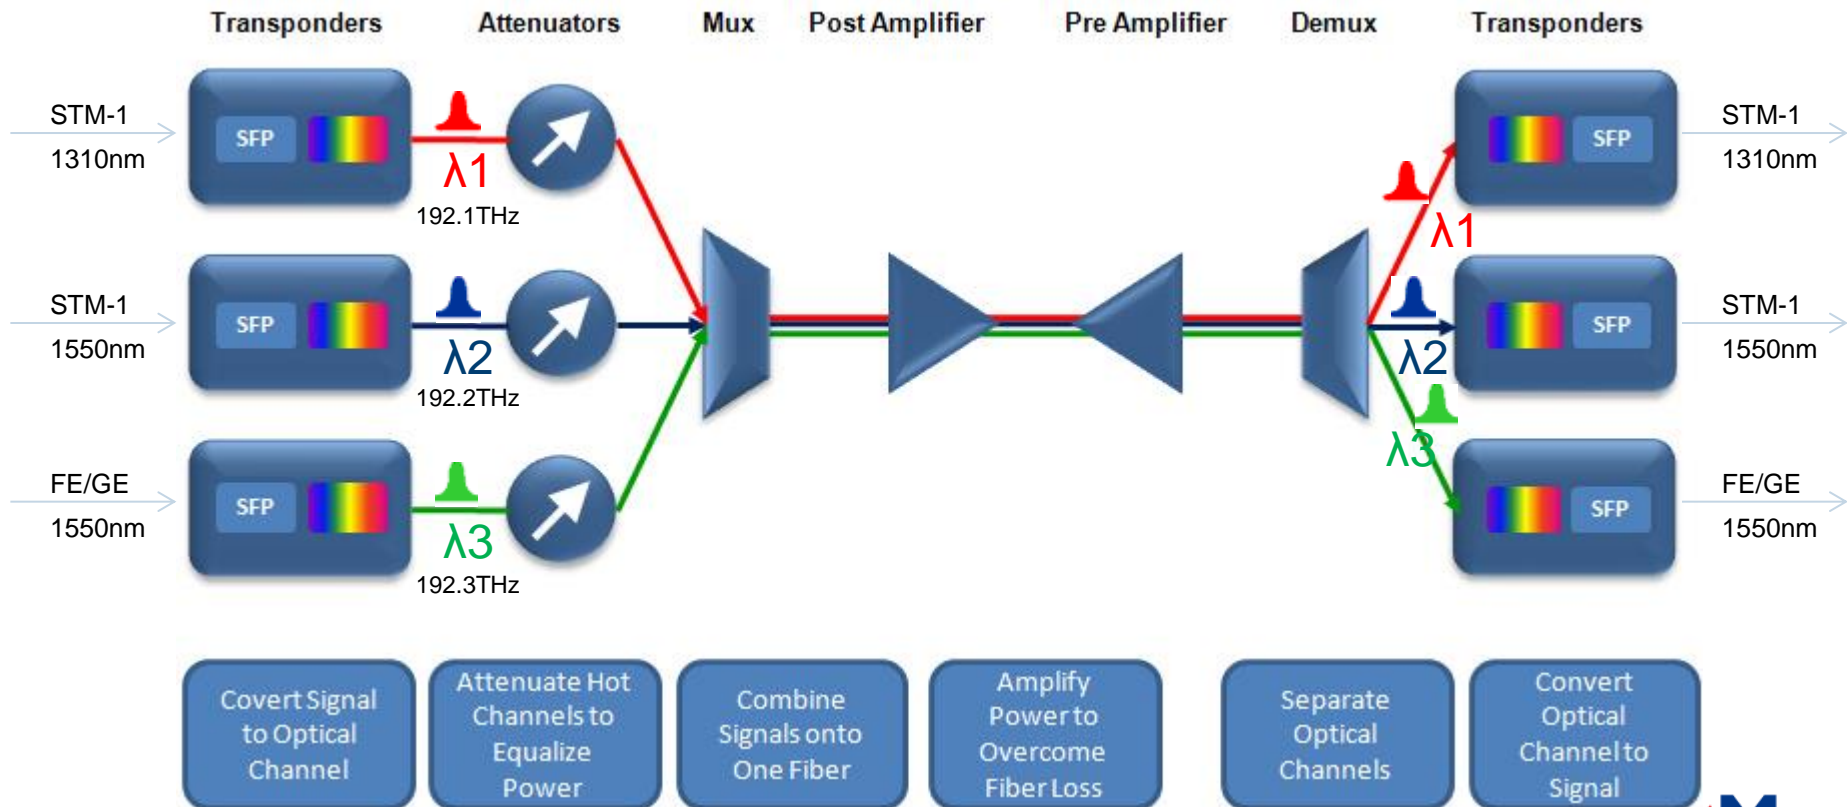 Transponders Attenuators Mux Post Amplifier Pre Amplifier Demux Transponders
STM-1
1310nm
SFP
λ1
192.1THz
λ1
SFP
STM-1
1310nm
STM-1
1550nm
SFP
λ2
192.2THz
λ2
SFP
STM-1
1550nm
FE/GE
1550nm
SFP
λ3
192.3THz
λ3
SFP
FE/GE
1550nm
Covert Signal
to Optical
Channel
Attenuate Hot
Channels to
Equalize
Power
Combine
Signals onto
One Fiber
Amplify
Power to
Overcome
Fiber Loss
Separate
Optical
Channels
Convert
Optical
Channel to
Signal